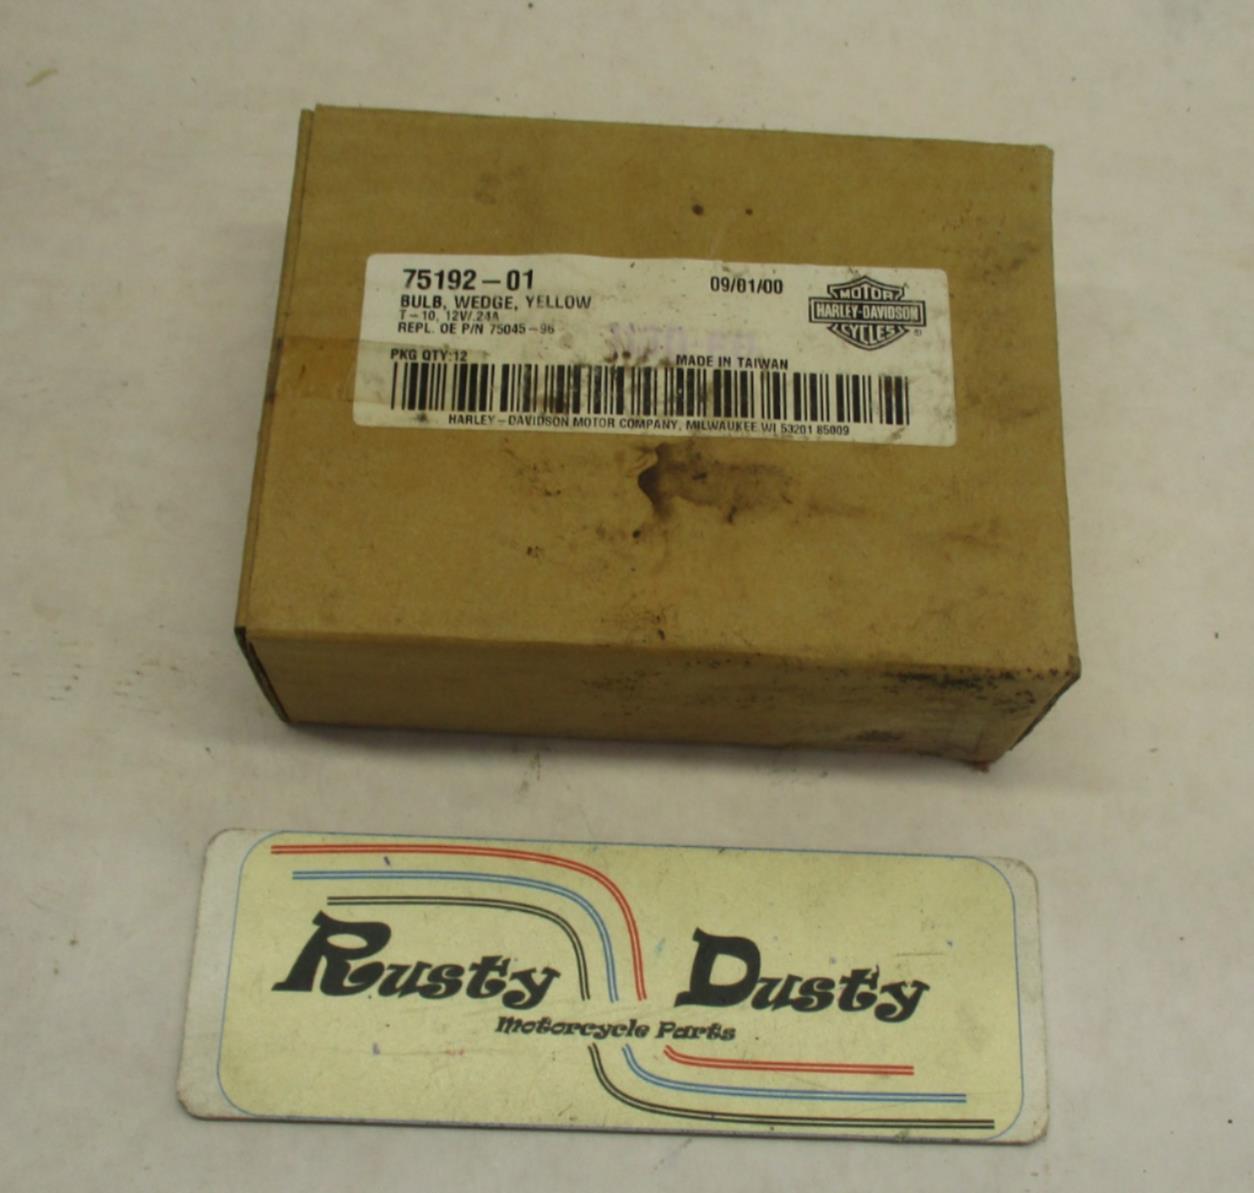 75192-01
09/01/00
BULB, WEDGE, YELLOW
T-10, 12V/.24A
REPL. OE P/N 75045-96
MOTOR
HARLEY-DAVIDSON
CYCLES
®
PKG QTY:12
MADE IN TAIWAN
HARLEY-DAVIDSON MOTOR COMPANY, MILWAUKEE WI 53201 85009
Rusty Dusty
Motorcycle Parts